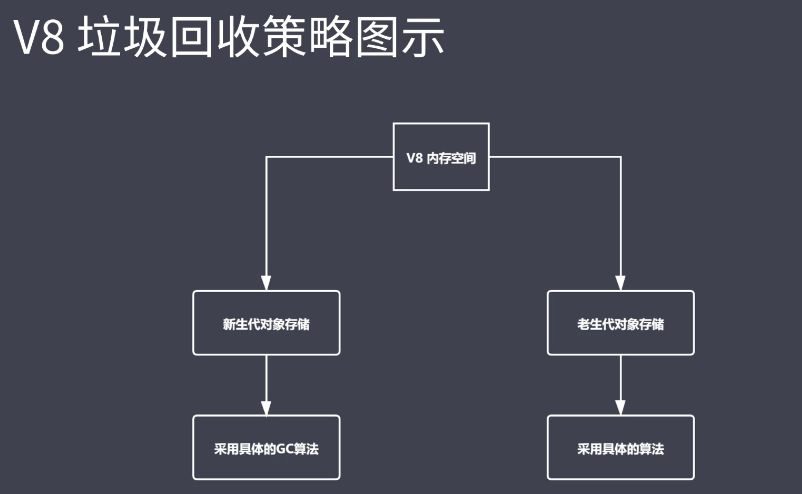 V8 垃圾回收策略图示
V8 内存空间
新生代对象存储
老生代对象存储
采用具体的GC算法
采用具体的算法